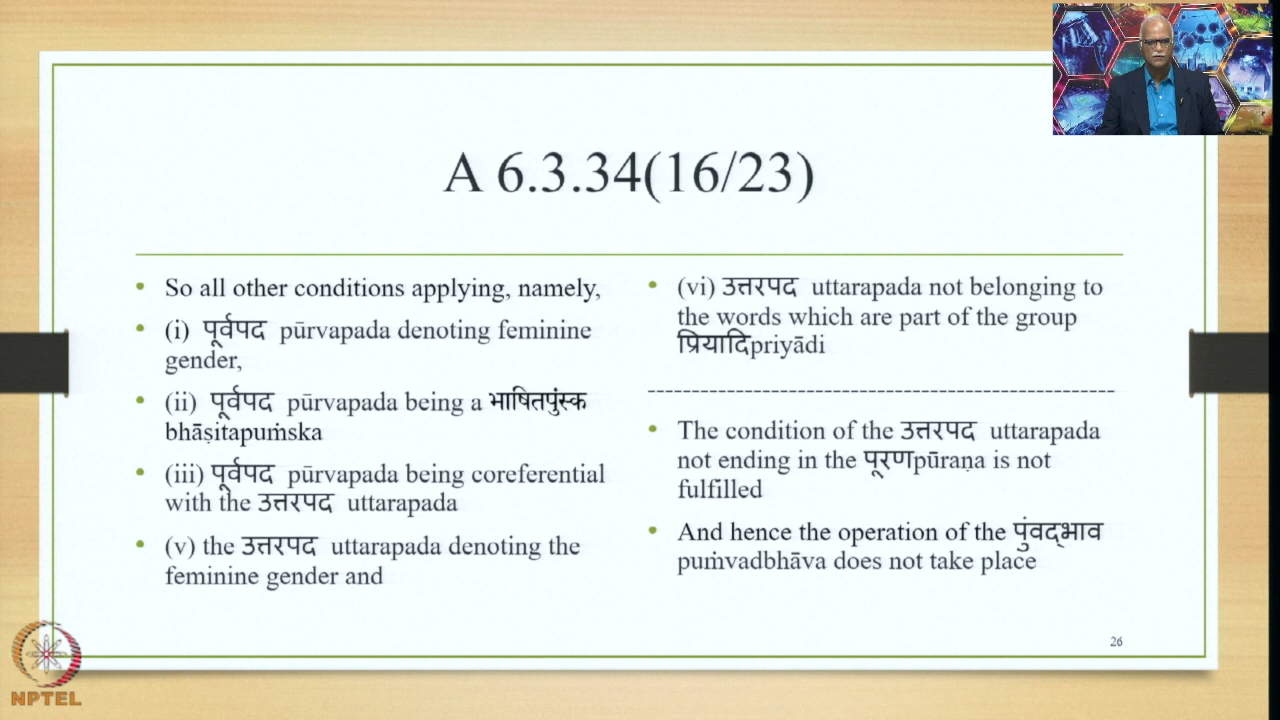 A 6.3.34(16/23)
• So all other conditions applying, namely,
• (i) पूर्वपद pūrvapada denoting feminine
gender,
• (ii) पूर्वपद pūrvapada being a भाषितपुंस्क
bhāṣitapuṁska
• (iii) पूर्वपद pūrvapada being coreferential
with the उत्तरपद uttarapada
• (v) the उत्तरपद uttarapada denoting the
feminine gender and
• (vi) उत्तरपद uttarapada not belonging to
the words which are part of the group
प्रियादिpriyādi
------------------------------------------------------
• The condition of the उत्तरपद uttarapada
not ending in the पूरणpūraṇa is not
fulfilled
• And hence the operation of the पुंवद्भाव
puṁvadbhāva does not take place
26
NPTEL